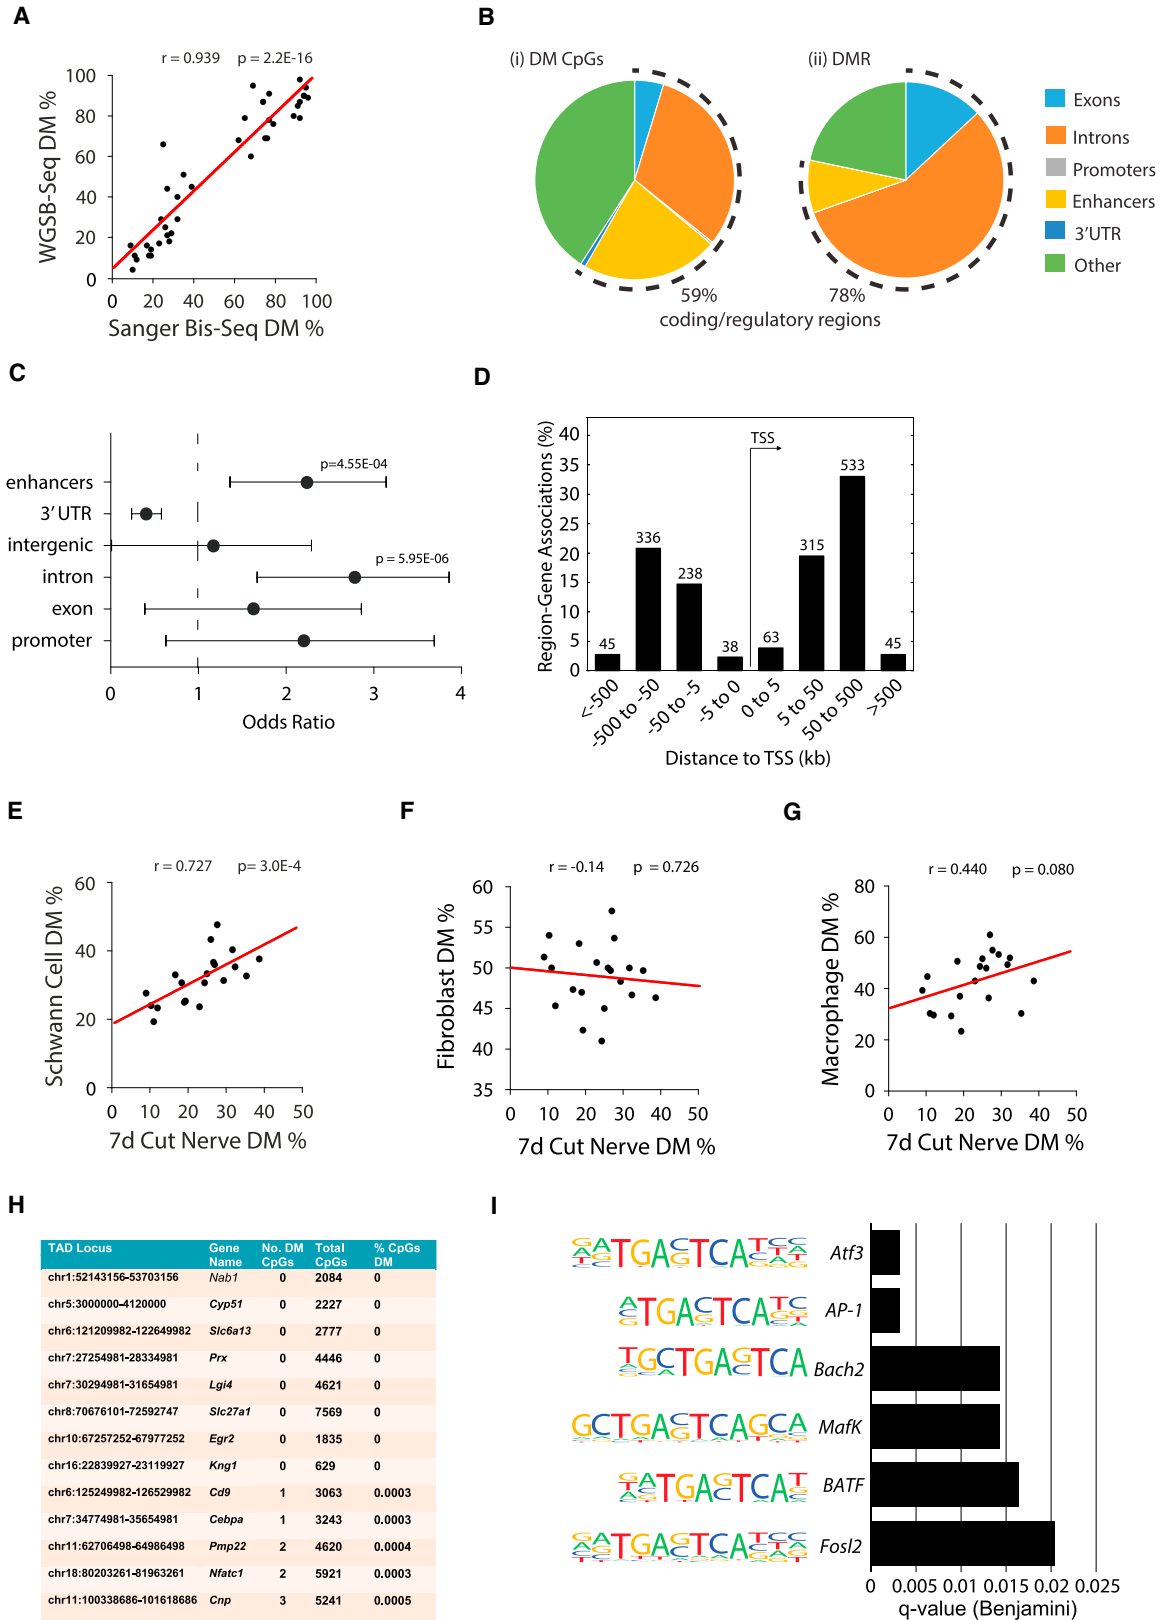 A
r = 0.939 p = 2.2E-16
WGSB-Seq DM %
100
80
60
40
20
0
0 20 40 60 80 100
Sanger Bis-Seq DM %
B
(i) DM CpGs
(ii) DMR
59%
78%
coding/regulatory regions
Exons
Introns
Promoters
Enhancers
3'UTR
Other
C
enhancers
3' UTR
intergenic
intron
exon
promoter
p=4.55E-04
p = 5.95E-06
0 1 2 3 4
Odds Ratio
D
Region-Gene Associations (%)
40
35
30
25
20
15
10
5
0
TSS
45
336
238
38
63
315
533
45
<-500
-500 to -50
-50 to -5
-5 to 0
0 to 5
5 to 50
50 to 500
>500
Distance to TSS (kb)
E
r = 0.727 p= 3.0E-4
Schwann Cell DM %
60
40
20
0
0 10 20 30 40 50
7d Cut Nerve DM %
F
r = -0.14 p = 0.726
Fibroblast DM %
60
55
50
45
40
35
0 10 20 30 40 50
7d Cut Nerve DM %
G
r = 0.440 p = 0.080
Macrophage DM %
80
60
40
20
0
0 10 20 30 40 50
7d Cut Nerve DM %
H
TAD Locus Gene Name No. DM CpGs Total CpGs % CpGs DM
chr1:52143156-53703156 Nab1 0 2084 0
chr5:3000000-4120000 Cyp51 0 2227 0
chr6:121209982-122649982 Slc6a13 0 2777 0
chr7:27254981-28334981 Prx 0 4446 0
chr7:30294981-31654981 Lgi4 0 4621 0
chr8:70676101-72592747 Slc27a1 0 7569 0
chr10:67257252-67977252 Egr2 0 1835 0
chr16:22839927-23119927 Kng1 0 629 0
chr6:125249982-126529982 Cd9 1 3063 0.0003
chr7:34774981-35654981 Cebpa 1 3243 0.0003
chr11:62706498-64986498 Pmp22 2 4620 0.0004
chr18:80203261-81963261 Nfatc1 2 5921 0.0003
chr11:100338686-101618686 Cnp 3 5241 0.0005
I
Atf3
AP-1
Bach2
MafK
BATF
Fosl2
0 0.005 0.01 0.015 0.02 0.025
q-value (Benjamini)